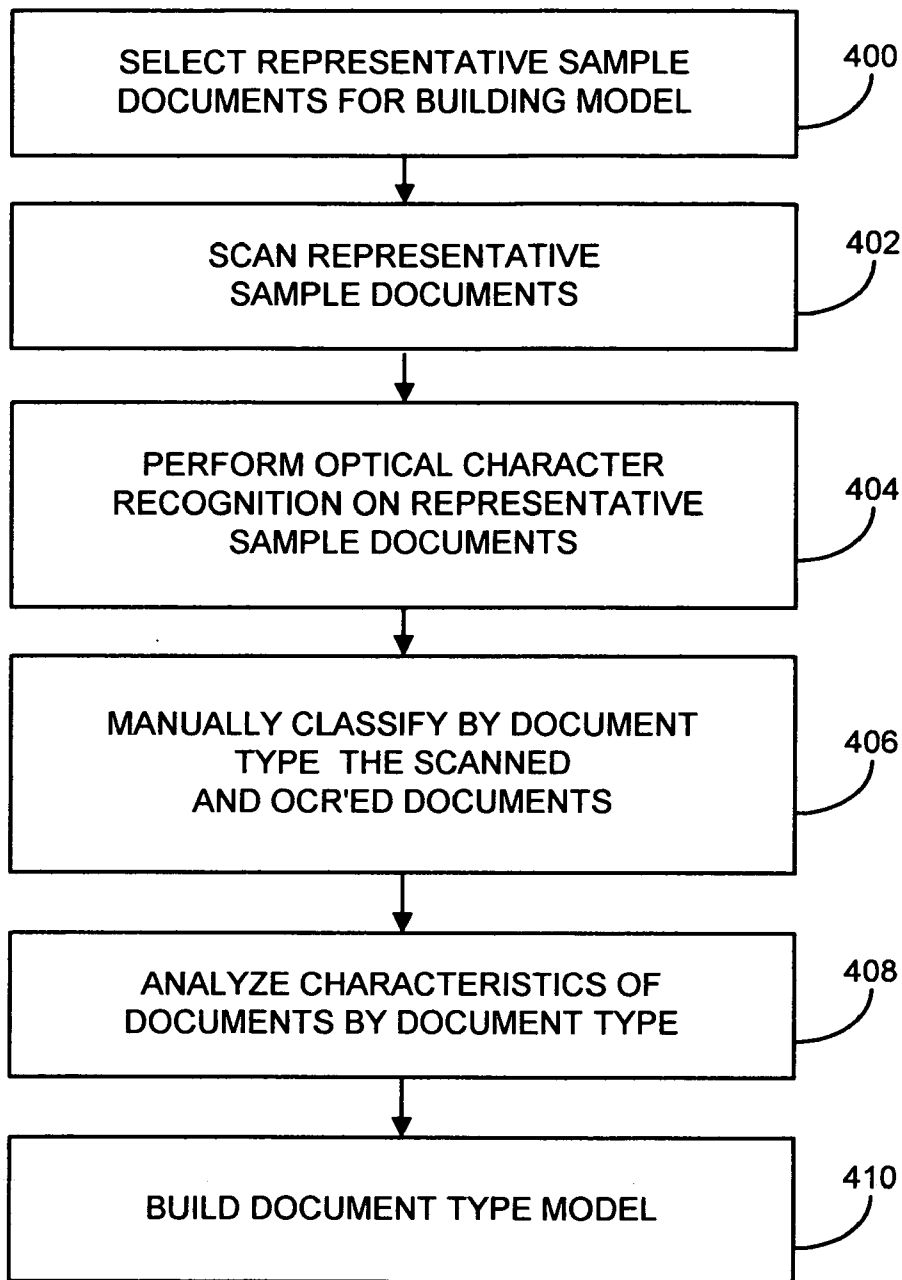 SELECT REPRESENTATIVE SAMPLE
DOCUMENTS FOR BUILDING MODEL
400
SCAN REPRESENTATIVE
SAMPLE DOCUMENTS
402
PERFORM OPTICAL CHARACTER
RECOGNITION ON REPRESENTATIVE
SAMPLE DOCUMENTS
404
MANUALLY CLASSIFY BY DOCUMENT
TYPE THE SCANNED
AND OCR'ED DOCUMENTS
406
ANALYZE CHARACTERISTICS OF
DOCUMENTS BY DOCUMENT TYPE
408
BUILD DOCUMENT TYPE MODEL
410